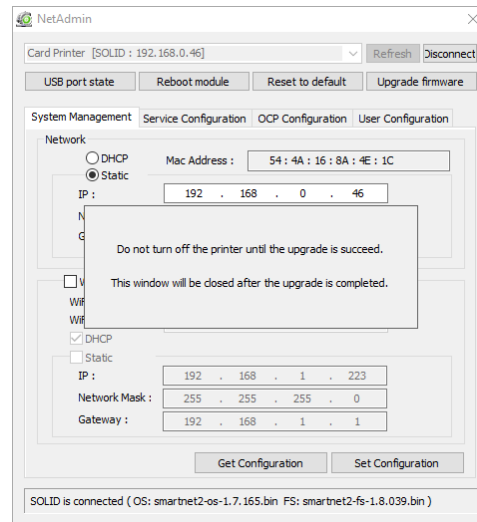 NetAdmin
Card Printer [SOLID : 192.168.0.46] Refresh Disconnect
USB port state Reboot module Reset to default Upgrade firmware
System Management Service Configuration OCP Configuration User Configuration
Network
DHCP Mac Address : 54 : 4A : 16 : 8A : 4E : 1C
Static
IP : 192 . 168 . 0 . 46
Do not turn off the printer until the upgrade is succeed.
This window will be closed after the upgrade is completed.
DHCP
Static
IP : 192 . 168 . 1 . 223
Network Mask : 255 . 255 . 255 . 0
Gateway : 192 . 168 . 1 . 1
Get Configuration Set Configuration
SOLID is connected ( OS: smartnet2-os-1.7.165.bin FS: smartnet2-fs-1.8.039.bin )